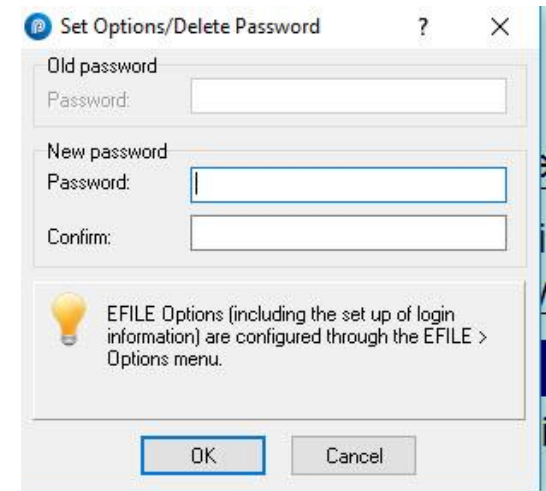 Set Options/Delete Password ? ×
Old password
Password:
New password
Password:
Confirm:
EFILE Options (including the set up of login
information) are configured through the EFILE >
Options menu.
OK Cancel